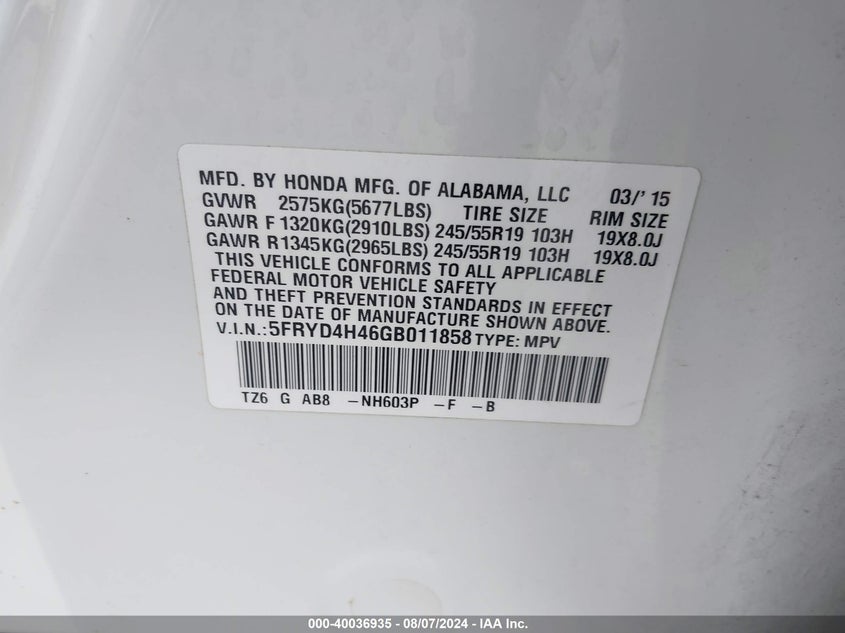 MFD. BY HONDA MFG. OF ALABAMA, LLC 03/' 15
GVWR 2575KG(5677LBS) TIRE SIZE RIM SIZE
GAWR F 1320KG(2910LBS) 245/55R19 103H 19X8.0J
GAWR R1345KG(2965LBS) 245/55R19 103H 19X8.0J
THIS VEHICLE CONFORMS TO ALL APPLICABLE
FEDERAL MOTOR VEHICLE SAFETY
AND THEFT PREVENTION STANDARDS IN EFFECT
ON THE DATE OF MANUFACTURE SHOWN ABOVE.
V.I.N.:5FRYD4H46GB011858 TYPE: MPV
TZ6 G AB8 -NH603P -F -B
000-40036935 - 08/07/2024 - IAA Inc.